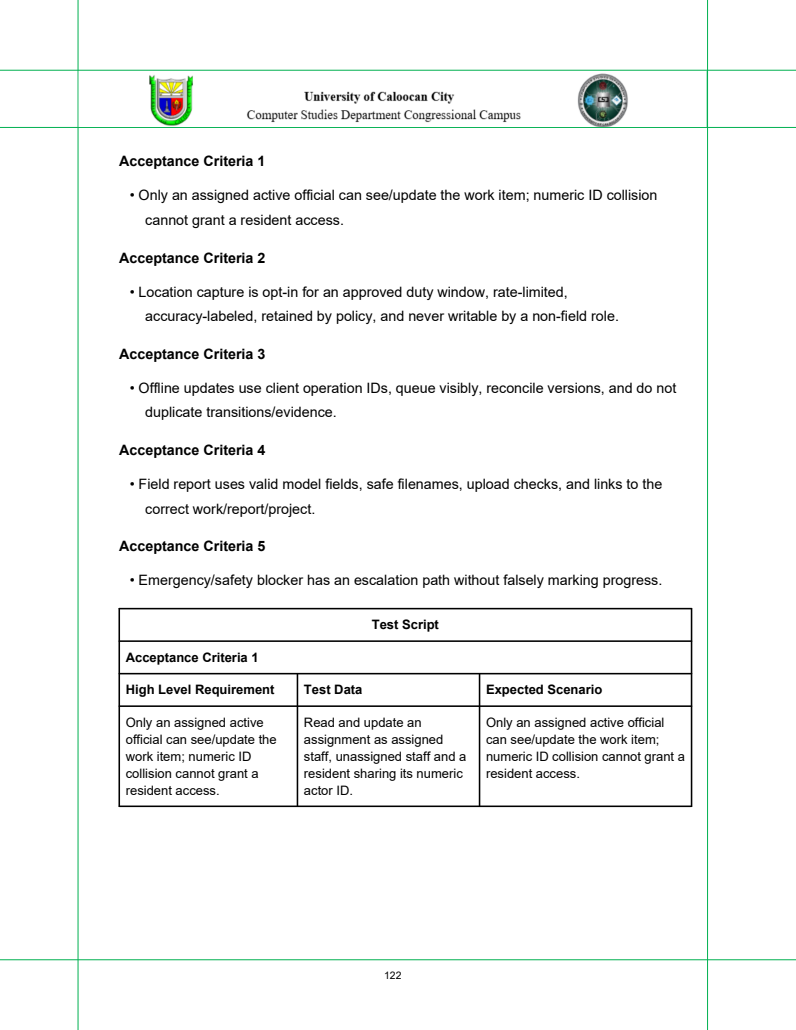 University of Caloocan City
Computer Studies Department Congressional Campus
Acceptance Criteria 1
• Only an assigned active official can see/update the work item; numeric ID collision
cannot grant a resident access.
Acceptance Criteria 2
• Location capture is opt-in for an approved duty window, rate-limited,
accuracy-labeled, retained by policy, and never writable by a non-field role.
Acceptance Criteria 3
• Offline updates use client operation IDs, queue visibly, reconcile versions, and do not
duplicate transitions/evidence.
Acceptance Criteria 4
• Field report uses valid model fields, safe filenames, upload checks, and links to the
correct work/report/project.
Acceptance Criteria 5
• Emergency/safety blocker has an escalation path without falsely marking progress.
Test Script
Acceptance Criteria 1
High Level Requirement
Test Data
Expected Scenario
Only an assigned active
official can see/update the
work item; numeric ID
collision cannot grant a
resident access.
Read and update an
assignment as assigned
staff, unassigned staff and a
resident sharing its numeric
actor ID.
Only an assigned active official
can see/update the work item;
numeric ID collision cannot grant a
resident access.
122